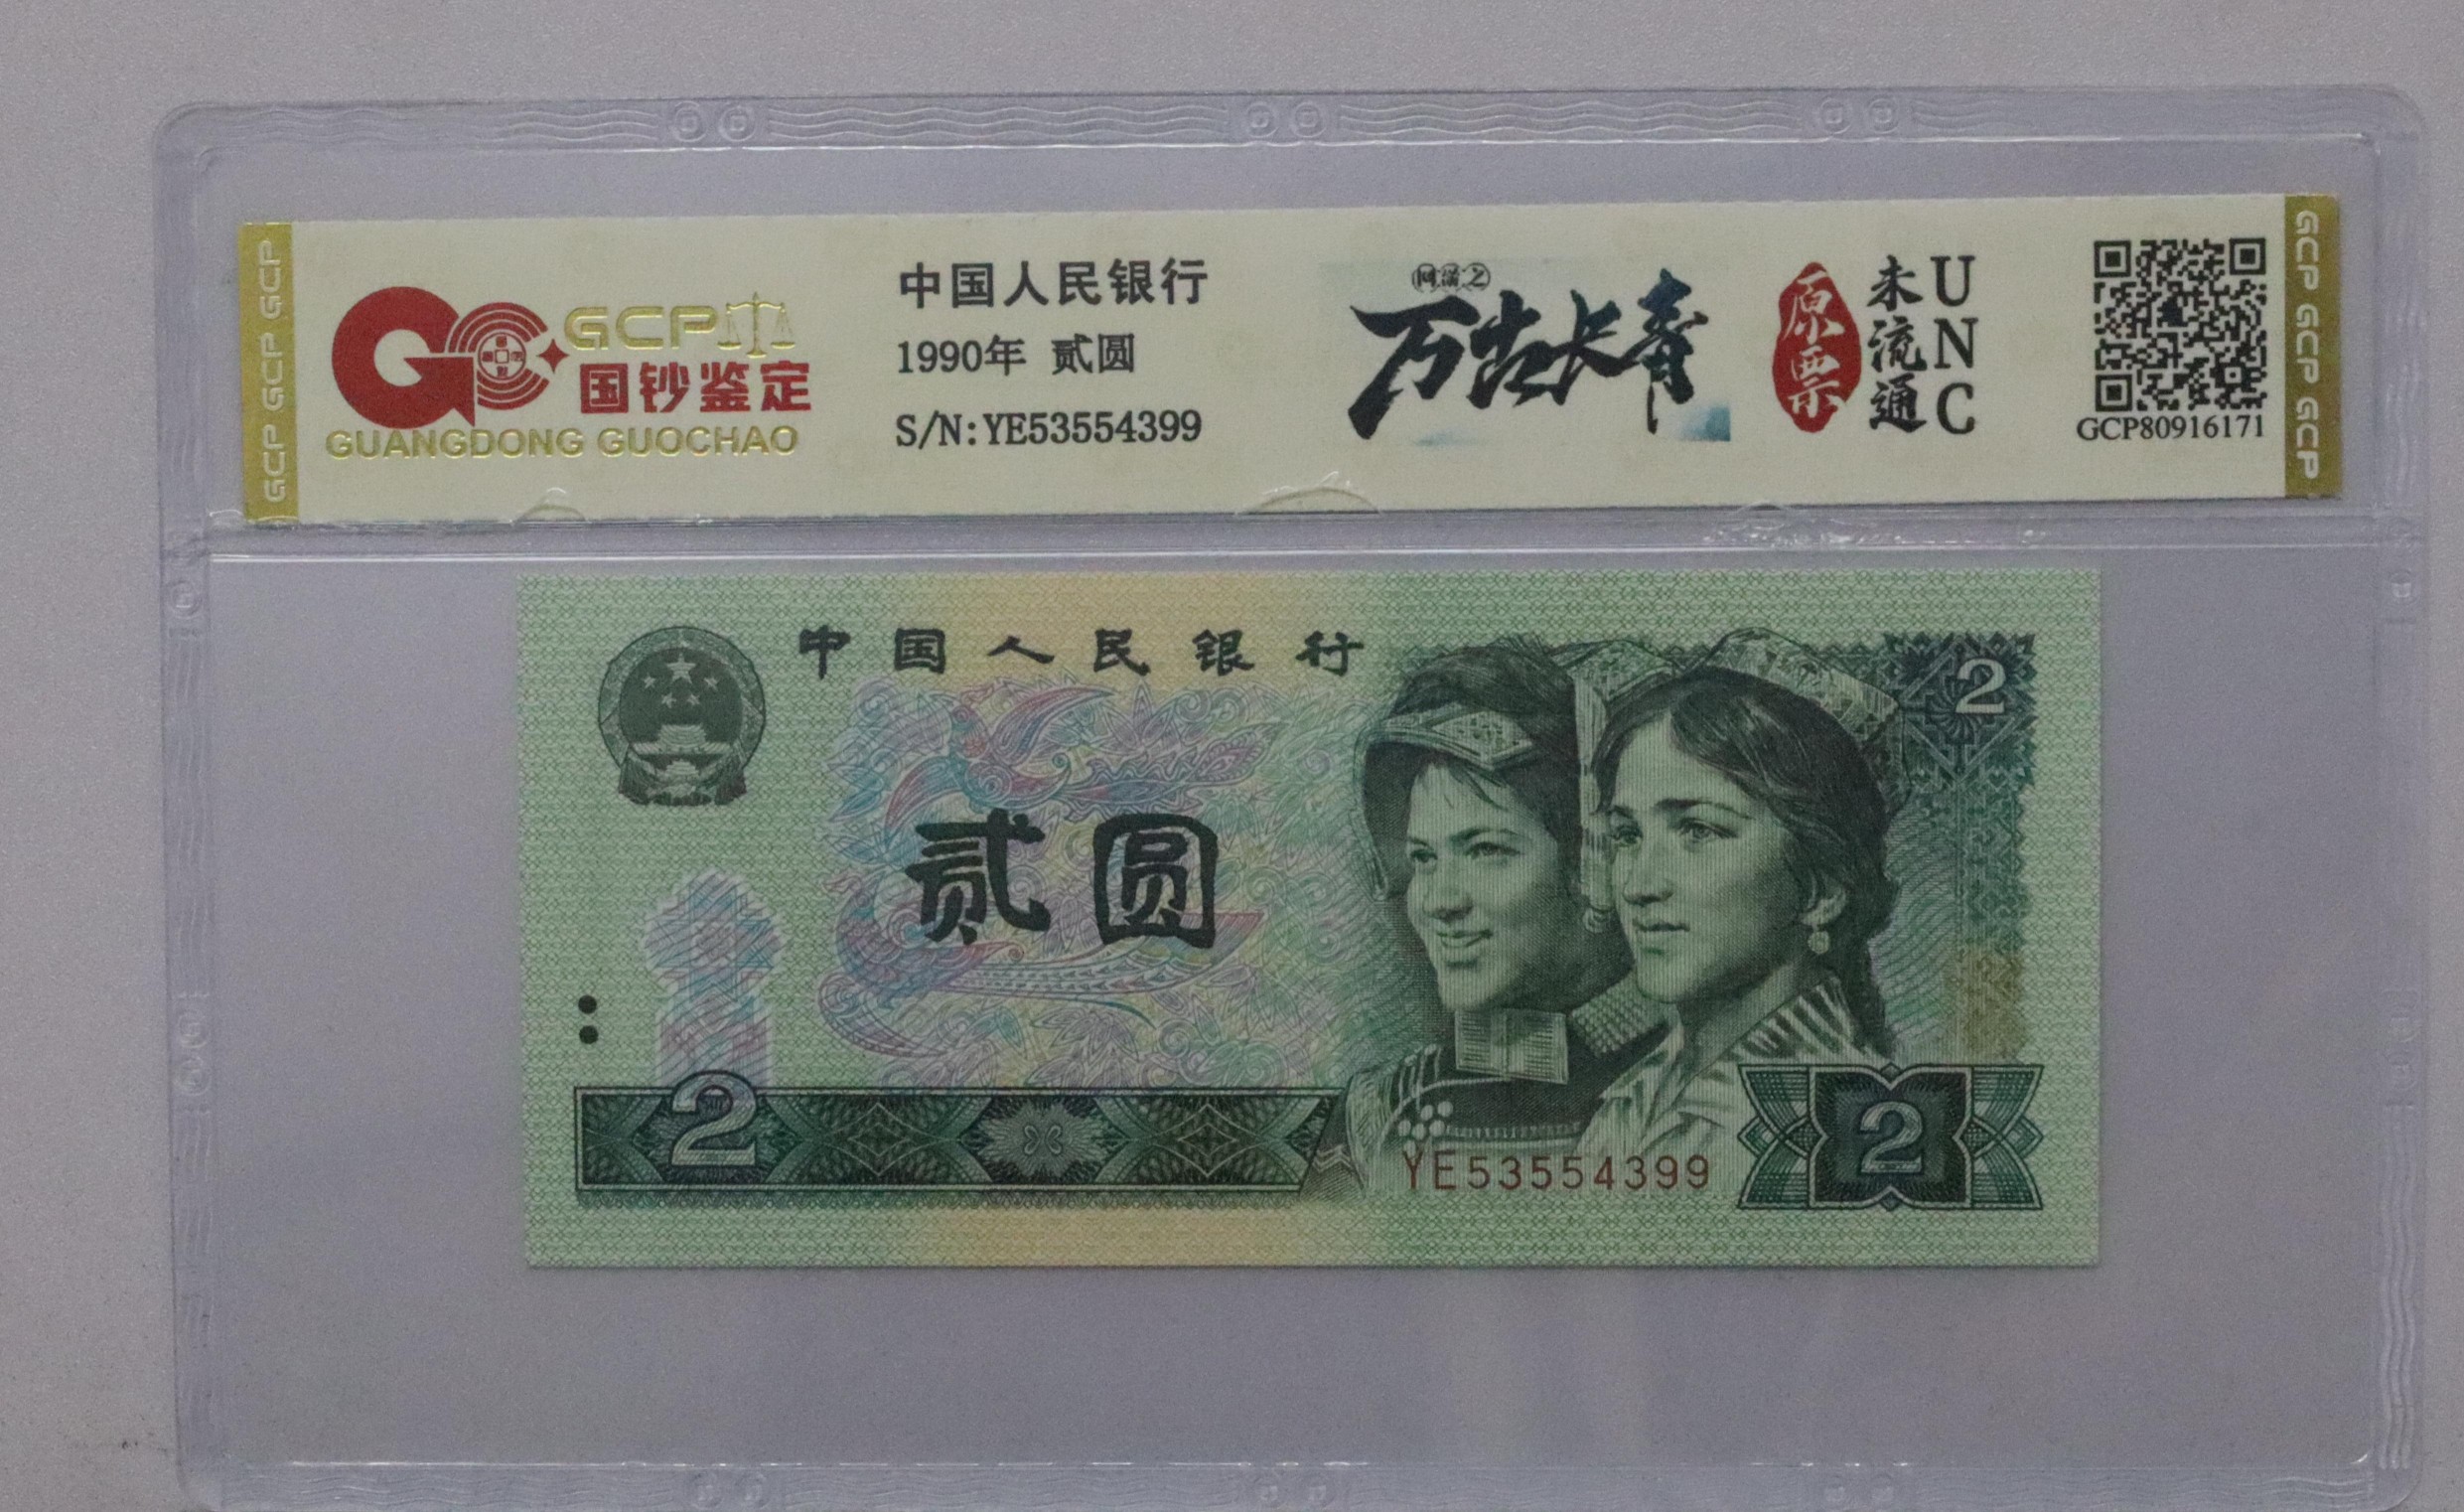 GCP GCP GCP
GCP
国钞鉴定
GUANGDONG GUOCHAO
中国人民银行
1990年 贰圆
S/N:YE53554399
万古长青
原票
未流通
UNC
GCP80916171
GCP GCP GCP
中国人民银行
2
贰圆
2
YE53554399
2